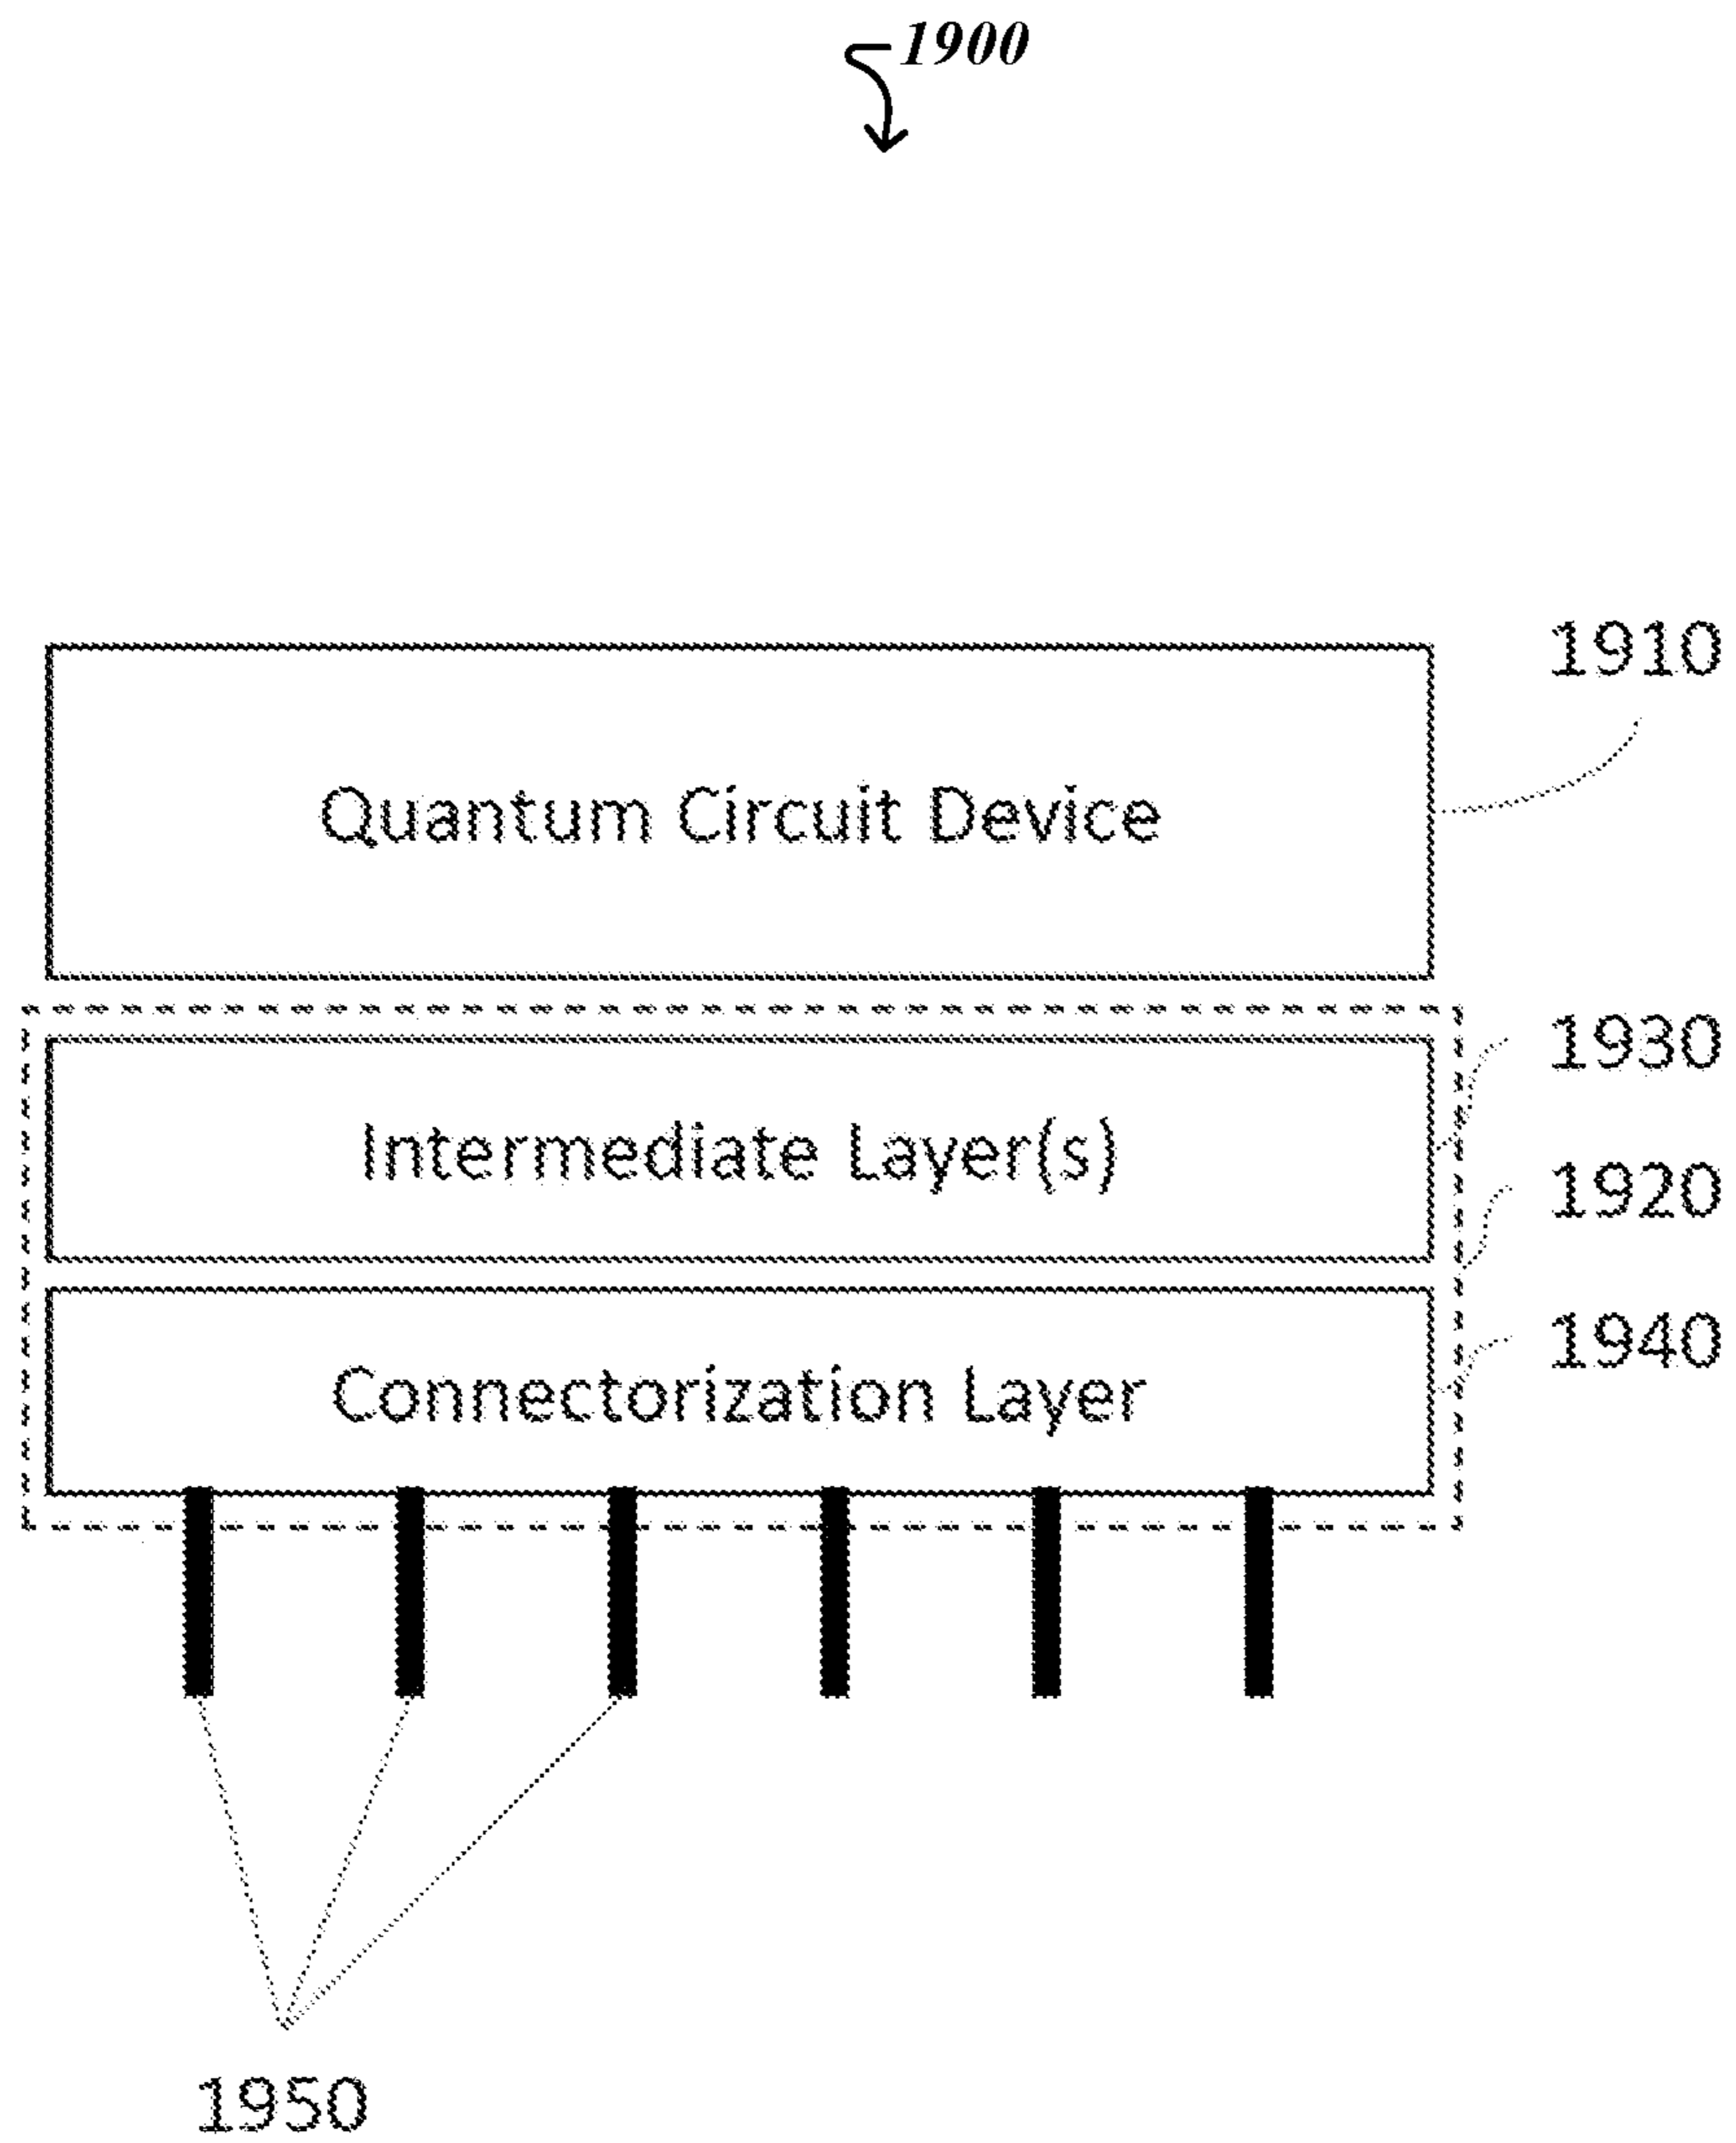 1900
1910
Quantum Circuit Device
1930
Intermediate Layer(s)
1920
1940
Connectorization Layer
1950